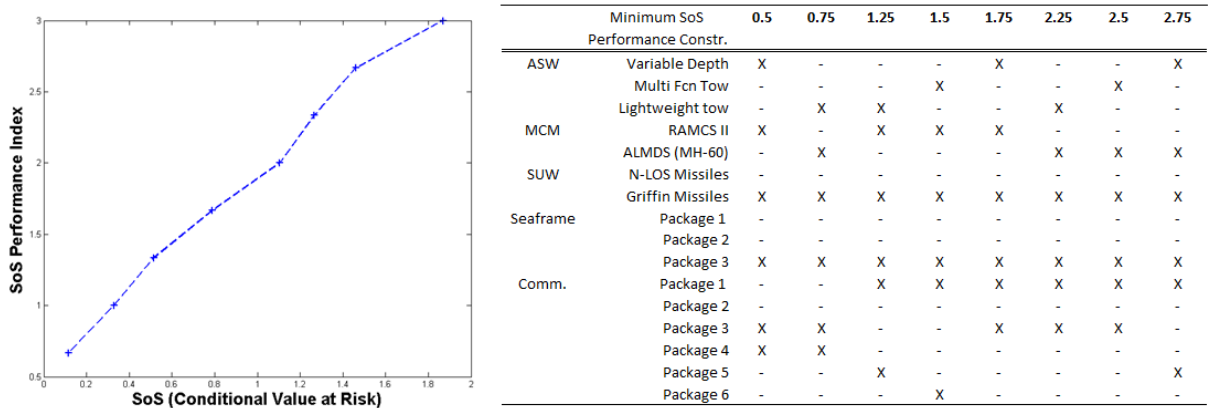 3
2.5
2
1.5
1
0.5
0
0.2
0.4
0.6
0.8
1
1.2
1.4
1.6
1.8
2
SoS Performance Index
SoS (Conditional Value at Risk)
Minimum SoS 0.5 0.75 1.25 1.5 1.75 2.25 2.5 2.75
Performance Constr.
ASW Variable Depth X - - - X - - X
Multi Fcn Tow - - - X - - X -
Lightweight tow - X X - - X - -
MCM RAMCS II X - X X X - - -
ALMDS (MH-60) - X - - - X X X
SUW N-LOS Missiles - - - - - - - -
Griffin Missiles X X X X X X X X
Seaframe Package 1 - - - - - - - -
Package 2 - - - - - - - -
Package 3 X X X X X X X X
Comm. Package 1 - - X X X X X X
Package 2 - - - - - - - -
Package 3 X X - - X X X -
Package 4 X X - - - - - -
Package 5 - - X - - - - X
Package 6 - - - X - - - -